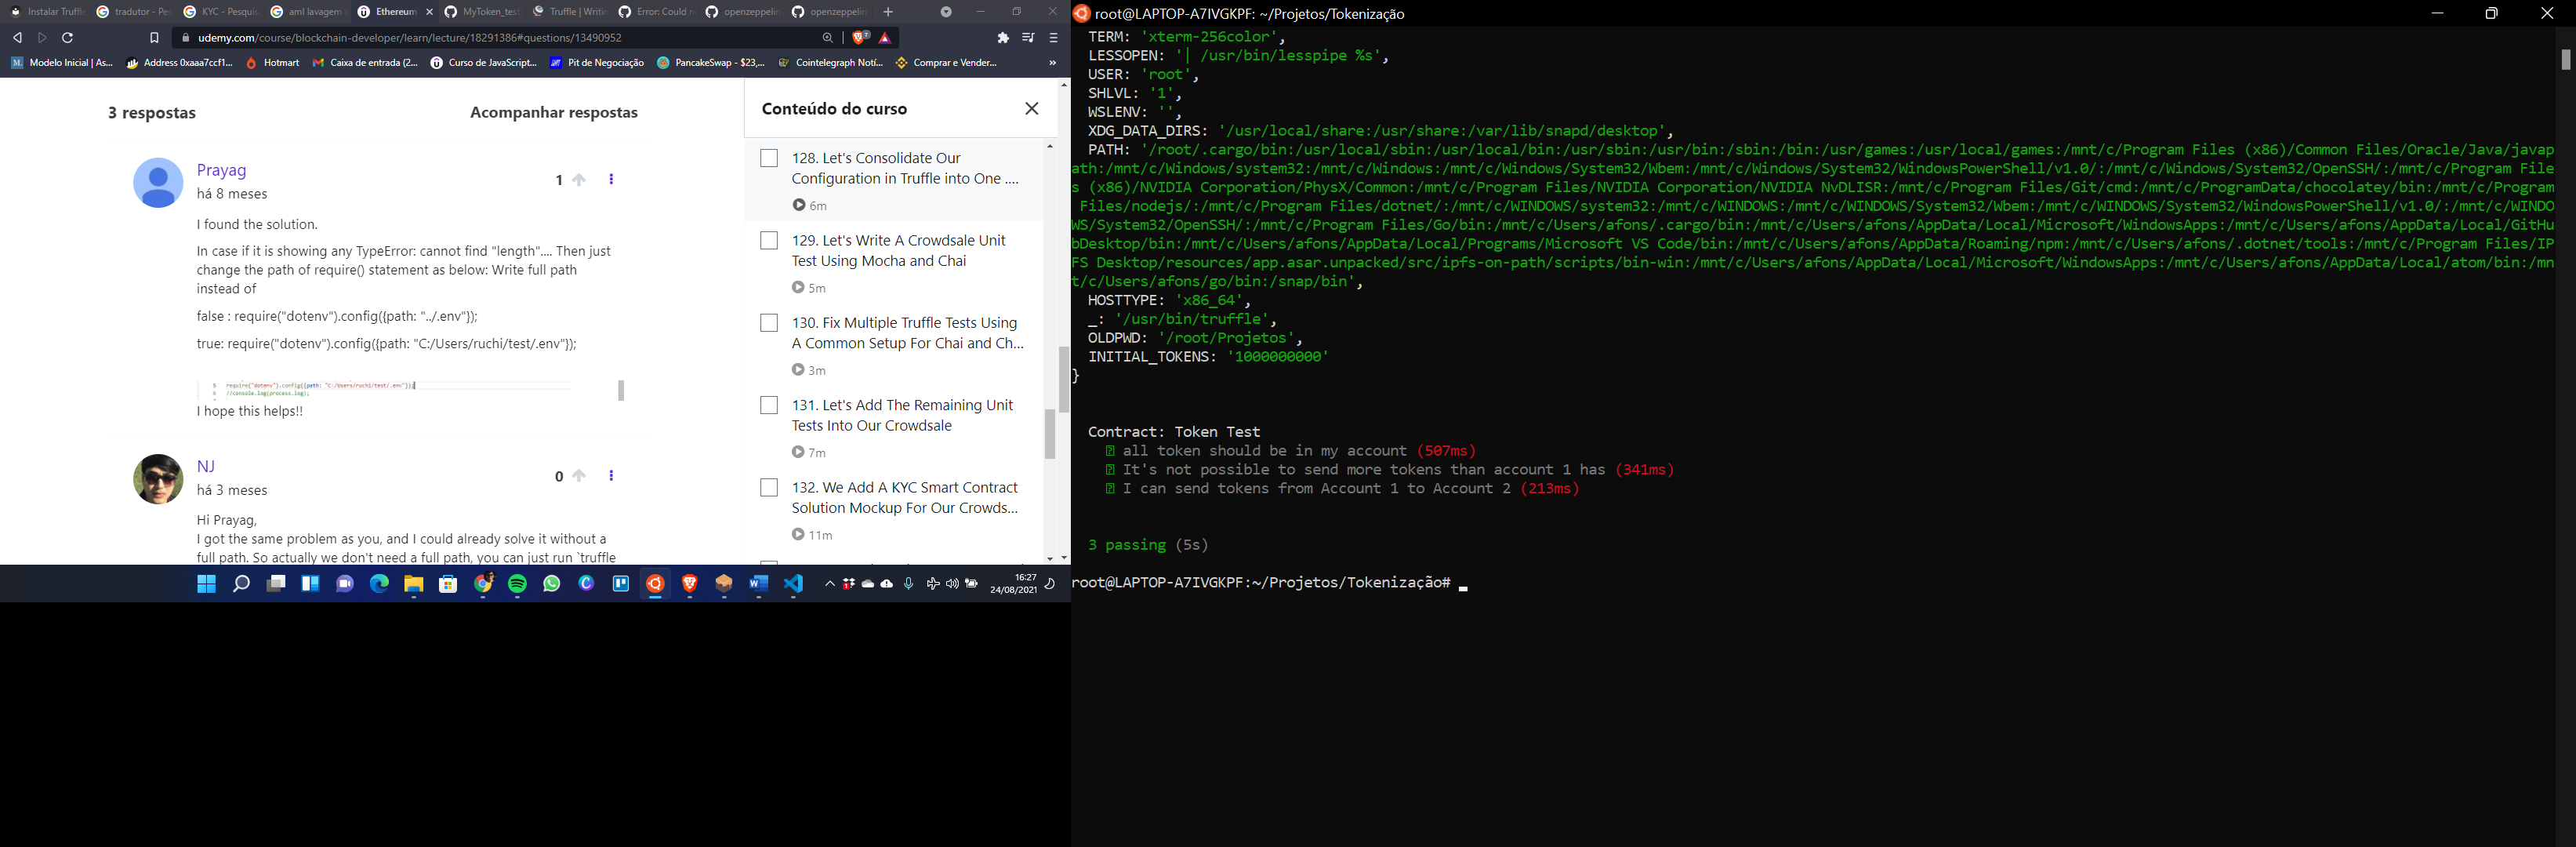 Instalar Truffl
tradutor - Pes
KYC - Pesquis
aml lavagem
Ethereum
MyToken_test
Truffle | Writi
Error: Could n
openzeppelin
openzeppelin
udemy.com/course/blockchain-developer/learn/lecture/18291386#questions/13490952
Modelo Inicial | As...
Address 0xaaa7ccf1...
Hotmart
Caixa de entrada (2...
Curso de JavaScript...
Pit de Negociação
PancakeSwap - $23,...
Cointelegraph Notí...
Comprar e Vender...
»
3 respostas
Acompanhar respostas
Prayag
há 8 meses
1
I found the solution.
In case if it is showing any TypeError: cannot find "length".... Then just
change the path of require() statement as below: Write full path
instead of
false : require("dotenv").config({path: "../.env"});
true: require("dotenv").config({path: "C:/Users/ruchi/test/.env"});
5 require("dotenv").config({path: "C:/Users/ruchi/test/.env"});
6 //console.log(process.log);
I hope this helps!!
NJ
há 3 meses
0
Hi Prayag,
I got the same problem as you, and I could already solve it without a
full path. So actually we don't need a full path, you can just run `truffle
Conteúdo do curso
128. Let's Consolidate Our
Configuration in Truffle into One ....
6m
129. Let's Write A Crowdsale Unit
Test Using Mocha and Chai
5m
130. Fix Multiple Truffle Tests Using
A Common Setup For Chai and Ch...
3m
131. Let's Add The Remaining Unit
Tests Into Our Crowdsale
7m
132. We Add A KYC Smart Contract
Solution Mockup For Our Crowds...
11m
16:27
24/08/2021
root@LAPTOP-A7IVGKPF: ~/Projetos/Tokenização
TERM: 'xterm-256color',
LESSOPEN: '| /usr/bin/lesspipe %s',
USER: 'root',
SHLVL: '1',
WSLENV: '',
XDG_DATA_DIRS: '/usr/local/share:/usr/share:/var/lib/snapd/desktop',
PATH: '/root/.cargo/bin:/usr/local/sbin:/usr/local/bin:/usr/sbin:/usr/bin:/sbin:/bin:/usr/games:/usr/local/games:/mnt/c/Program Files (x86)/Common Files/Oracle/Java/javap
ath:/mnt/c/Windows/system32:/mnt/c/Windows:/mnt/c/Windows/System32/Wbem:/mnt/c/Windows/System32/WindowsPowerShell/v1.0/:/mnt/c/Windows/System32/OpenSSH/:/mnt/c/Program File
s (x86)/NVIDIA Corporation/PhysX/Common:/mnt/c/Program Files/NVIDIA Corporation/NVIDIA NvDLISR:/mnt/c/Program Files/Git/cmd:/mnt/c/ProgramData/chocolatey/bin:/mnt/c/Program
Files/nodejs/:/mnt/c/Program Files/dotnet/:/mnt/c/WINDOWS/system32:/mnt/c/WINDOWS:/mnt/c/WINDOWS/System32/Wbem:/mnt/c/WINDOWS/System32/WindowsPowerShell/v1.0/:/mnt/c/WINDO
WS/System32/OpenSSH/:/mnt/c/Program Files/Go/bin:/mnt/c/Users/afons/.cargo/bin:/mnt/c/Users/afons/AppData/Local/Microsoft/WindowsApps:/mnt/c/Users/afons/AppData/Local/GitHu
bDesktop/bin:/mnt/c/Users/afons/AppData/Local/Programs/Microsoft VS Code/bin:/mnt/c/Users/afons/AppData/Roaming/npm:/mnt/c/Users/afons/.dotnet/tools:/mnt/c/Program Files/IP
FS Desktop/resources/app.asar.unpacked/src/ipfs-on-path/scripts/bin-win:/mnt/c/Users/afons/AppData/Local/Microsoft/WindowsApps:/mnt/c/Users/afons/AppData/Local/atom/bin:/mn
t/c/Users/afons/go/bin:/snap/bin',
HOSTTYPE: 'x86_64',
_: '/usr/bin/truffle',
OLDPWD: '/root/Projetos',
INITIAL_TOKENS: '1000000000'
}
Contract: Token Test
all token should be in my account (507ms)
It's not possible to send more tokens than account 1 has (341ms)
I can send tokens from Account 1 to Account 2 (213ms)
3 passing (5s)
root@LAPTOP-A7IVGKPF:~/Projetos/Tokenização#